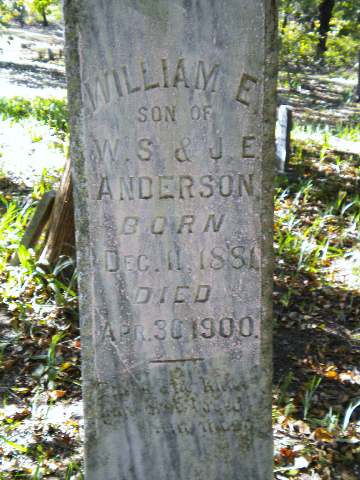 WILLIAM E.
SON OF
W. S & J. E
ANDERSON.
BORN
DEC. 11. 1881
DIED
APR. 30 1900.